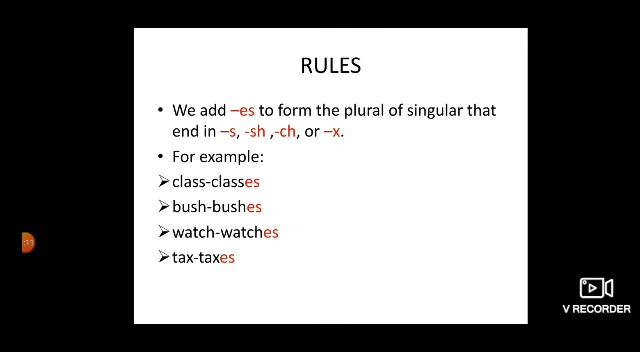 RULES
• We add –es to form the plural of singular that
end in –s, -sh ,-ch, or –x.
• For example:
➢class-classes
➢bush-bushes
➢watch-watches
➢tax-taxes
V RECORDER